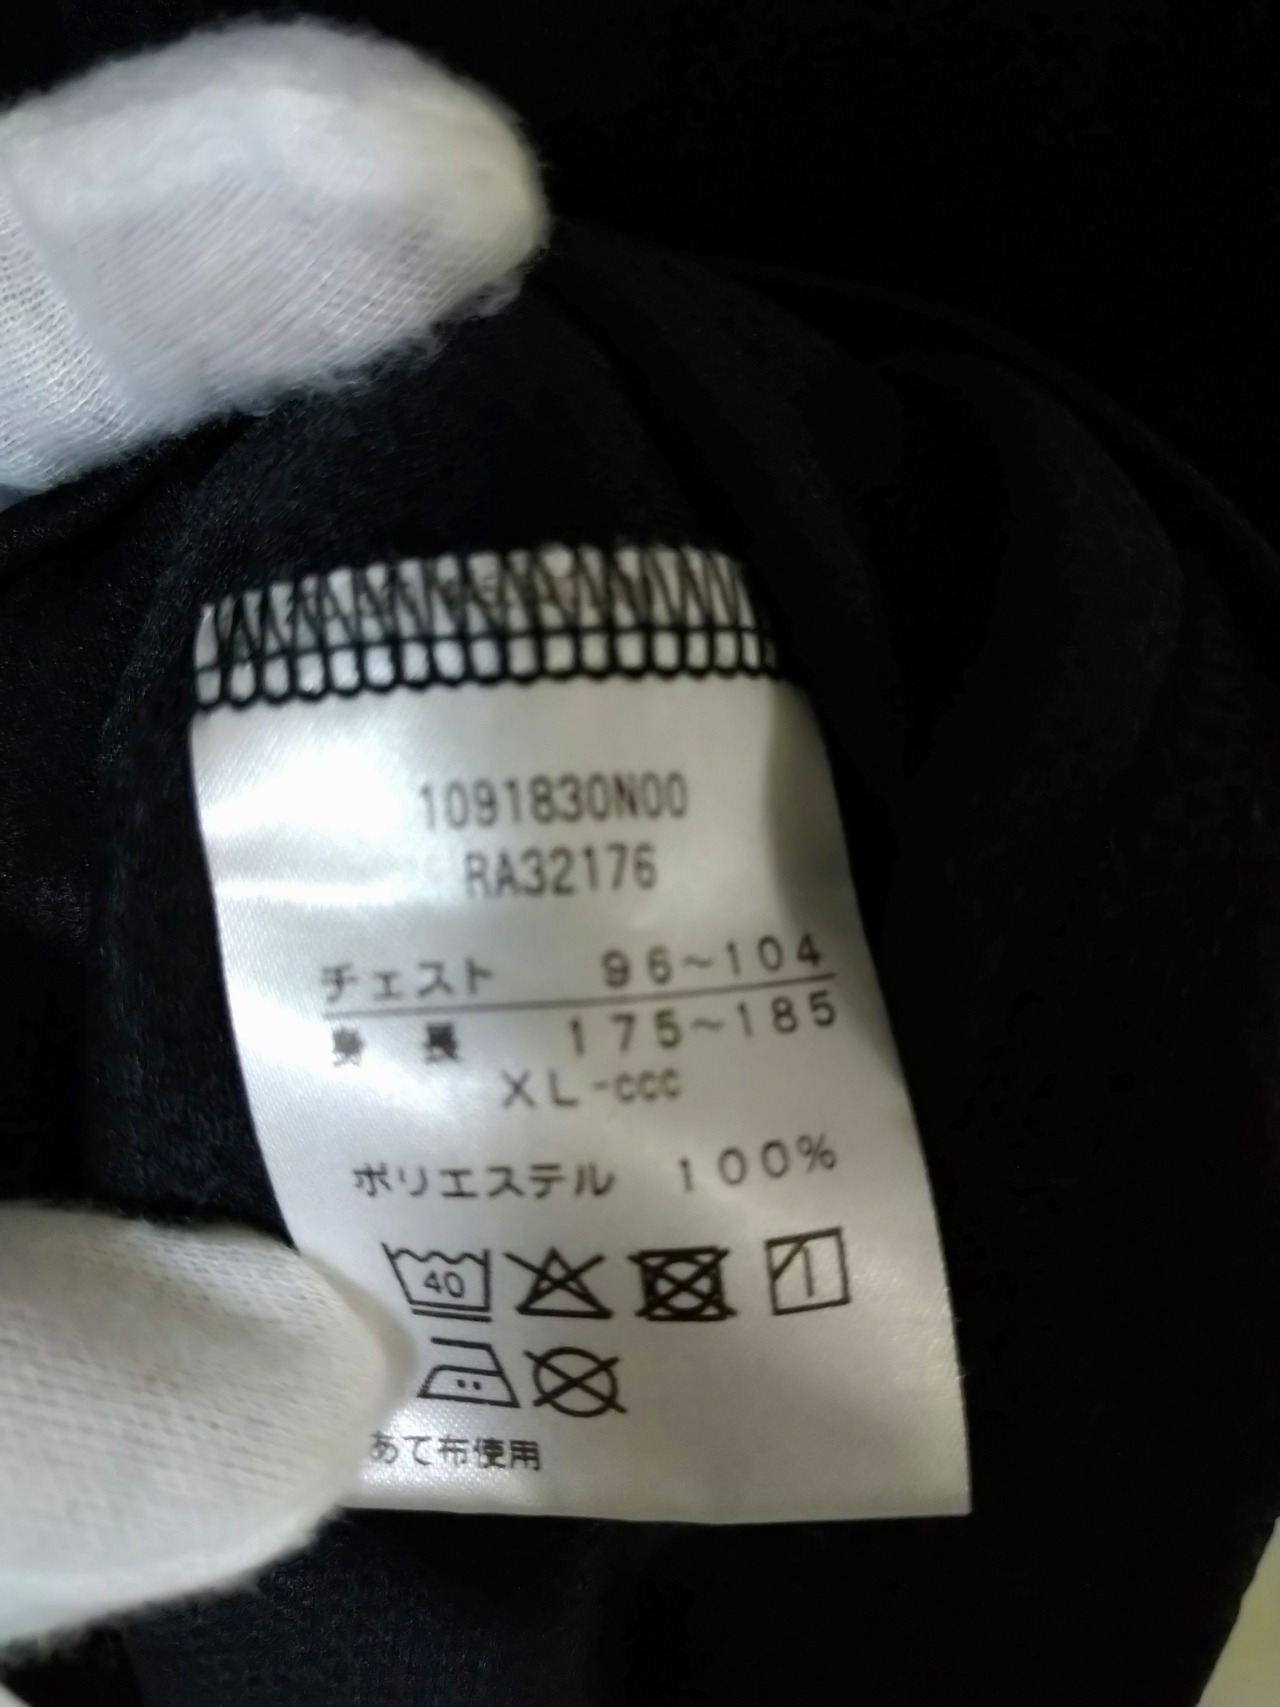 1091830N00
RA32176
チェスト 96~104
身長 175~185
XL-ccc
ポリエステル 100%
40
あて布使用